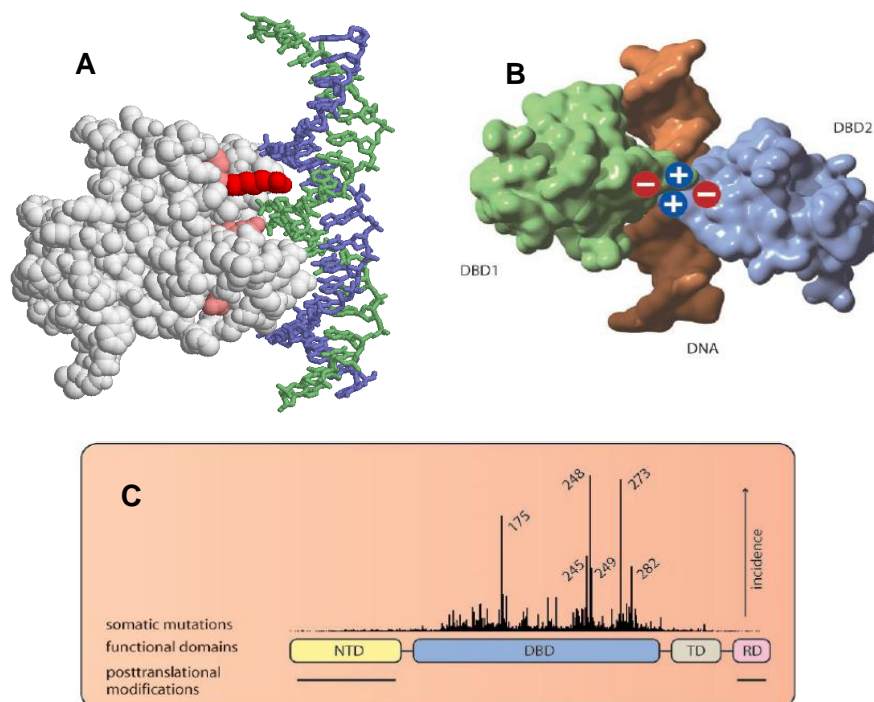 A
B
DBD2
− + −
+
DBD1
DNA
C
248
273
175
245
249
282
incidence
somatic mutations
functional domains
NTD
DBD
TD
RD
posttranslational
modifications